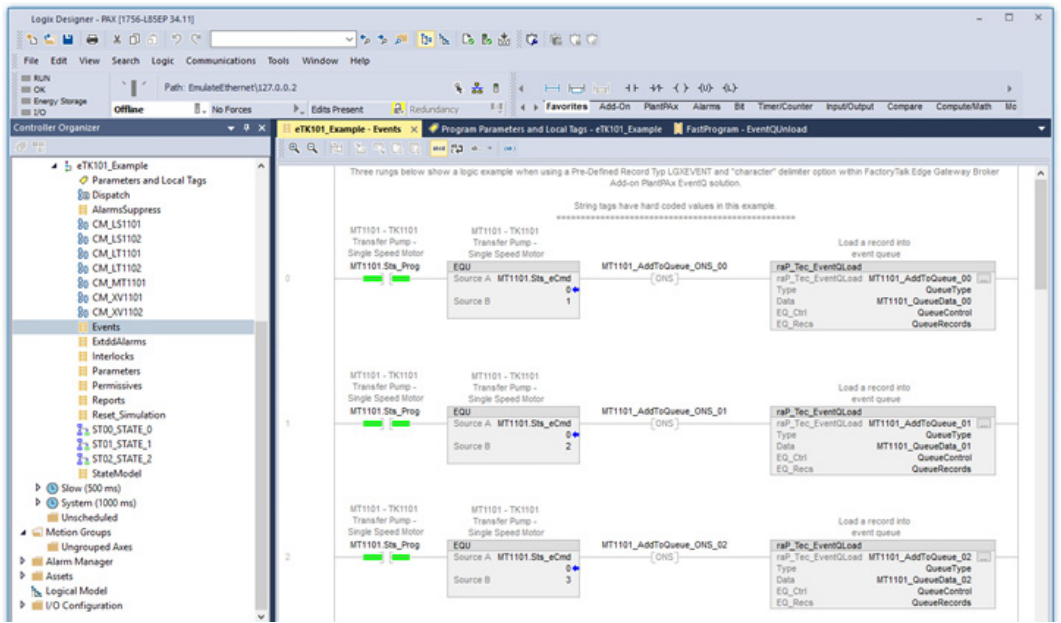 Logix Designer - PAX [1756-L85EP 34.11]
File Edit View Search Logic Communications Tools Window Help
RUN
OK
Energy Storage
I/O
Path: EmulateEthernet\127.0.0.2
Offline No Forces Edits Present Redundancy
Favorites Add-On PlantPAx Alarms Bit Timer/Counter Input/Output Compare Compute/Math Mo
Controller Organizer
eTK101_Example
Parameters and Local Tags
Dispatch
AlarmsSuppress
CM_LS1101
CM_LS1102
CM_LT1101
CM_LT1102
CM_MT1101
CM_XV1101
CM_XV1102
Events
ExtddAlarms
Interlocks
Parameters
Permissives
Reports
Reset_Simulation
ST00_STATE_0
ST01_STATE_1
ST02_STATE_2
StateModel
Slow (500 ms)
System (1000 ms)
Unscheduled
Motion Groups
Ungrouped Axes
Alarm Manager
Assets
Logical Model
I/O Configuration
eTK101_Example - Events Program Parameters and Local Tags - eTK101_Example FastProgram - EventQUnload
Three rungs below show a logic example when using a Pre-Defined Record Typ LGXEVENT and "character" delimiter option within FactoryTalk Edge Gateway Broker
Add-on PlantPAx EventQ solution.
String tags have hard coded values in this example.
=====================================================
0
MT1101 - TK1101
Transfer Pump -
Single Speed Motor
MT1101.Sts_Prog
MT1101 - TK1101
Transfer Pump -
Single Speed Motor
EQU
Source A MT1101.Sts_eCmd
0
Source B 1
MT1101_AddToQueue_ONS_00
ONS
Load a record into
event queue
raP_Tec_EventQLoad
raP_Tec_EventQLoad MT1101_AddToQueue_00 ...
Type QueueType
Data MT1101_QueueData_00
EQ_Ctrl QueueControl
EQ_Recs QueueRecords
1
MT1101 - TK1101
Transfer Pump -
Single Speed Motor
MT1101.Sts_Prog
MT1101 - TK1101
Transfer Pump -
Single Speed Motor
EQU
Source A MT1101.Sts_eCmd
0
Source B 2
MT1101_AddToQueue_ONS_01
ONS
Load a record into
event queue
raP_Tec_EventQLoad
raP_Tec_EventQLoad MT1101_AddToQueue_01 ...
Type QueueType
Data MT1101_QueueData_01
EQ_Ctrl QueueControl
EQ_Recs QueueRecords
2
MT1101 - TK1101
Transfer Pump -
Single Speed Motor
MT1101.Sts_Prog
MT1101 - TK1101
Transfer Pump -
Single Speed Motor
EQU
Source A MT1101.Sts_eCmd
0
Source B 3
MT1101_AddToQueue_ONS_02
ONS
Load a record into
event queue
raP_Tec_EventQLoad
raP_Tec_EventQLoad MT1101_AddToQueue_02 ...
Type QueueType
Data MT1101_QueueData_02
EQ_Ctrl QueueControl
EQ_Recs QueueRecords